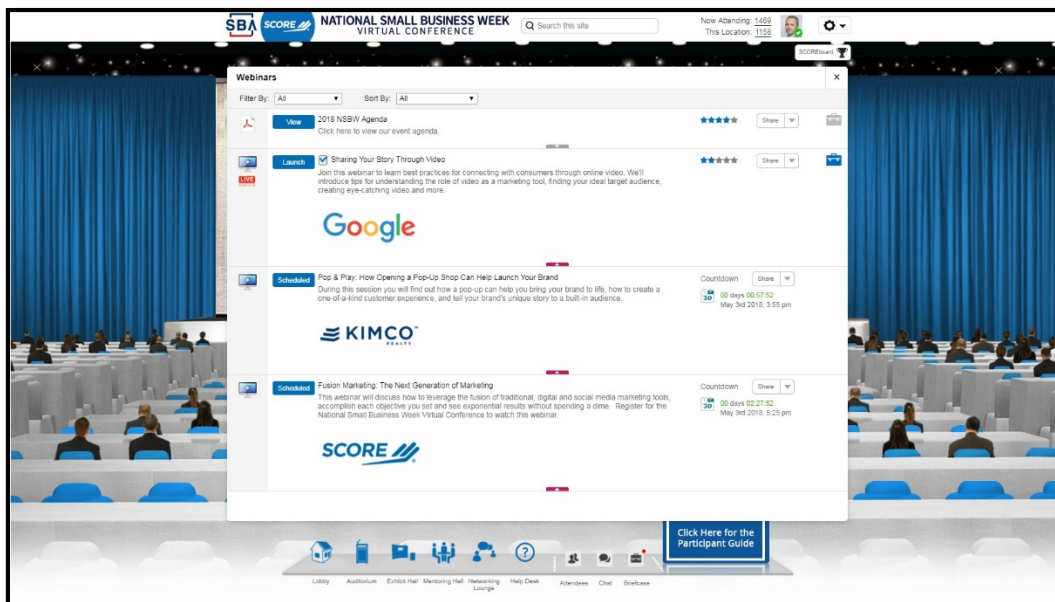 SBA SCORE NATIONAL SMALL BUSINESS WEEK
VIRTUAL CONFERENCE
Search this site
Now Attending: 1469
This Location: 1158
SCOREboard
Webinars
Filter By: All Sort By: All
View 2018 NSBW Agenda Share
Click here to view our event agenda.
Launch Sharing Your Story Through Video Share
LIVE
Join this webinar to learn best practices for connecting with consumers through online video. We'll
introduce tips for understanding the role of video as a marketing tool, finding your ideal target audience,
creating eye-catching video and more.
Google
Scheduled Pop & Play: How Opening a Pop-Up Shop Can Help Launch Your Brand Countdown Share
During this session you will find out how a pop-up can help you bring your brand to life, how to create a
one-of-a-kind customer experience, and tell your brand's unique story to a built-in audience.
30 00 days 00:57:52
May 3rd 2018, 3:55 pm
KIMCO™
REALTY
Scheduled Fusion Marketing: The Next Generation of Marketing Countdown Share
This webinar will discuss how to leverage the fusion of traditional, digital and social media marketing tools,
accomplish each objective you set and see exponential results without spending a dime. Register for the
National Small Business Week Virtual Conference to watch this webinar.
30 00 days 02:27:52
May 3rd 2018, 5:25 pm
SCORE
Click Here for the
Participant Guide
Lobby Auditorium Exhibit Hall Mentoring Hall Networking Lounge Help Desk Attendees Chat Briefcase